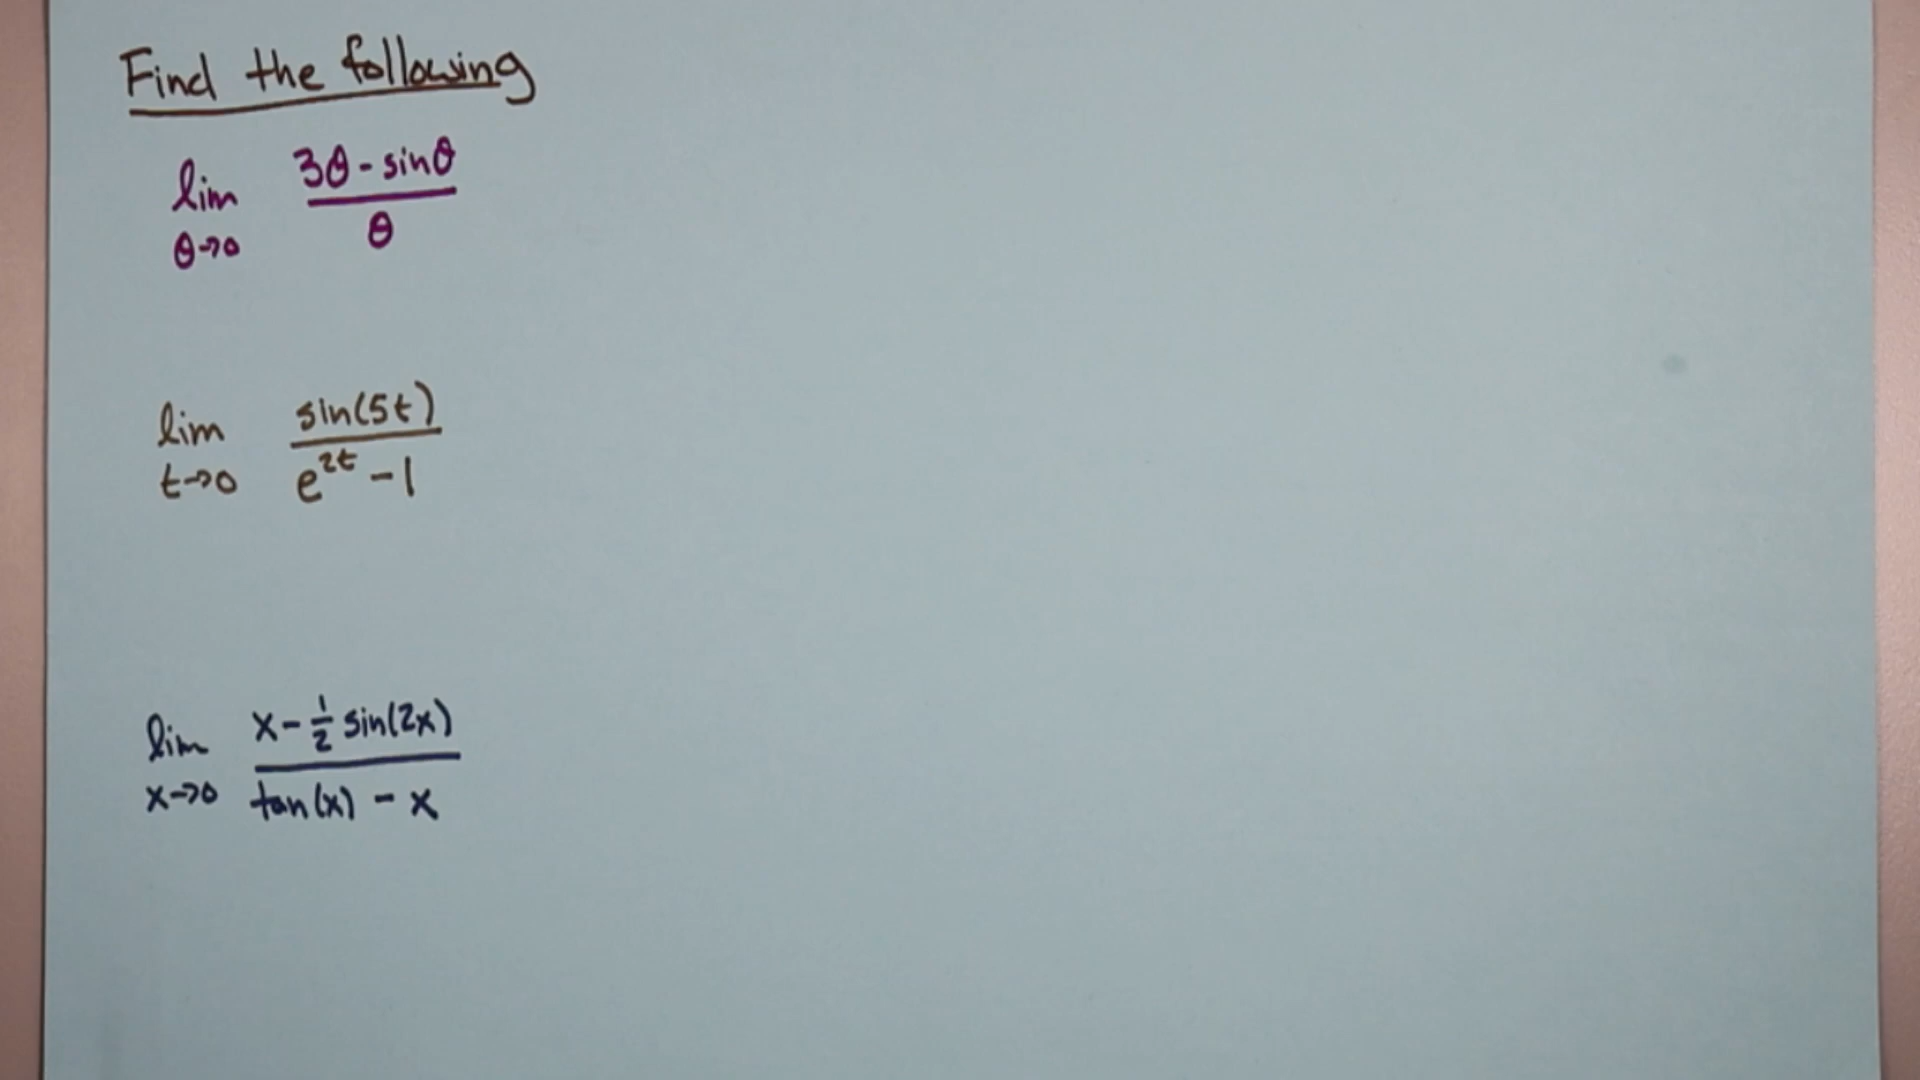 Find the following
lim 3θ - sinθ
θ→0 θ
lim sin(5t)
t→0 e^2t - 1
lim x - 1/2 sin(2x)
x→0 tan(x) - x